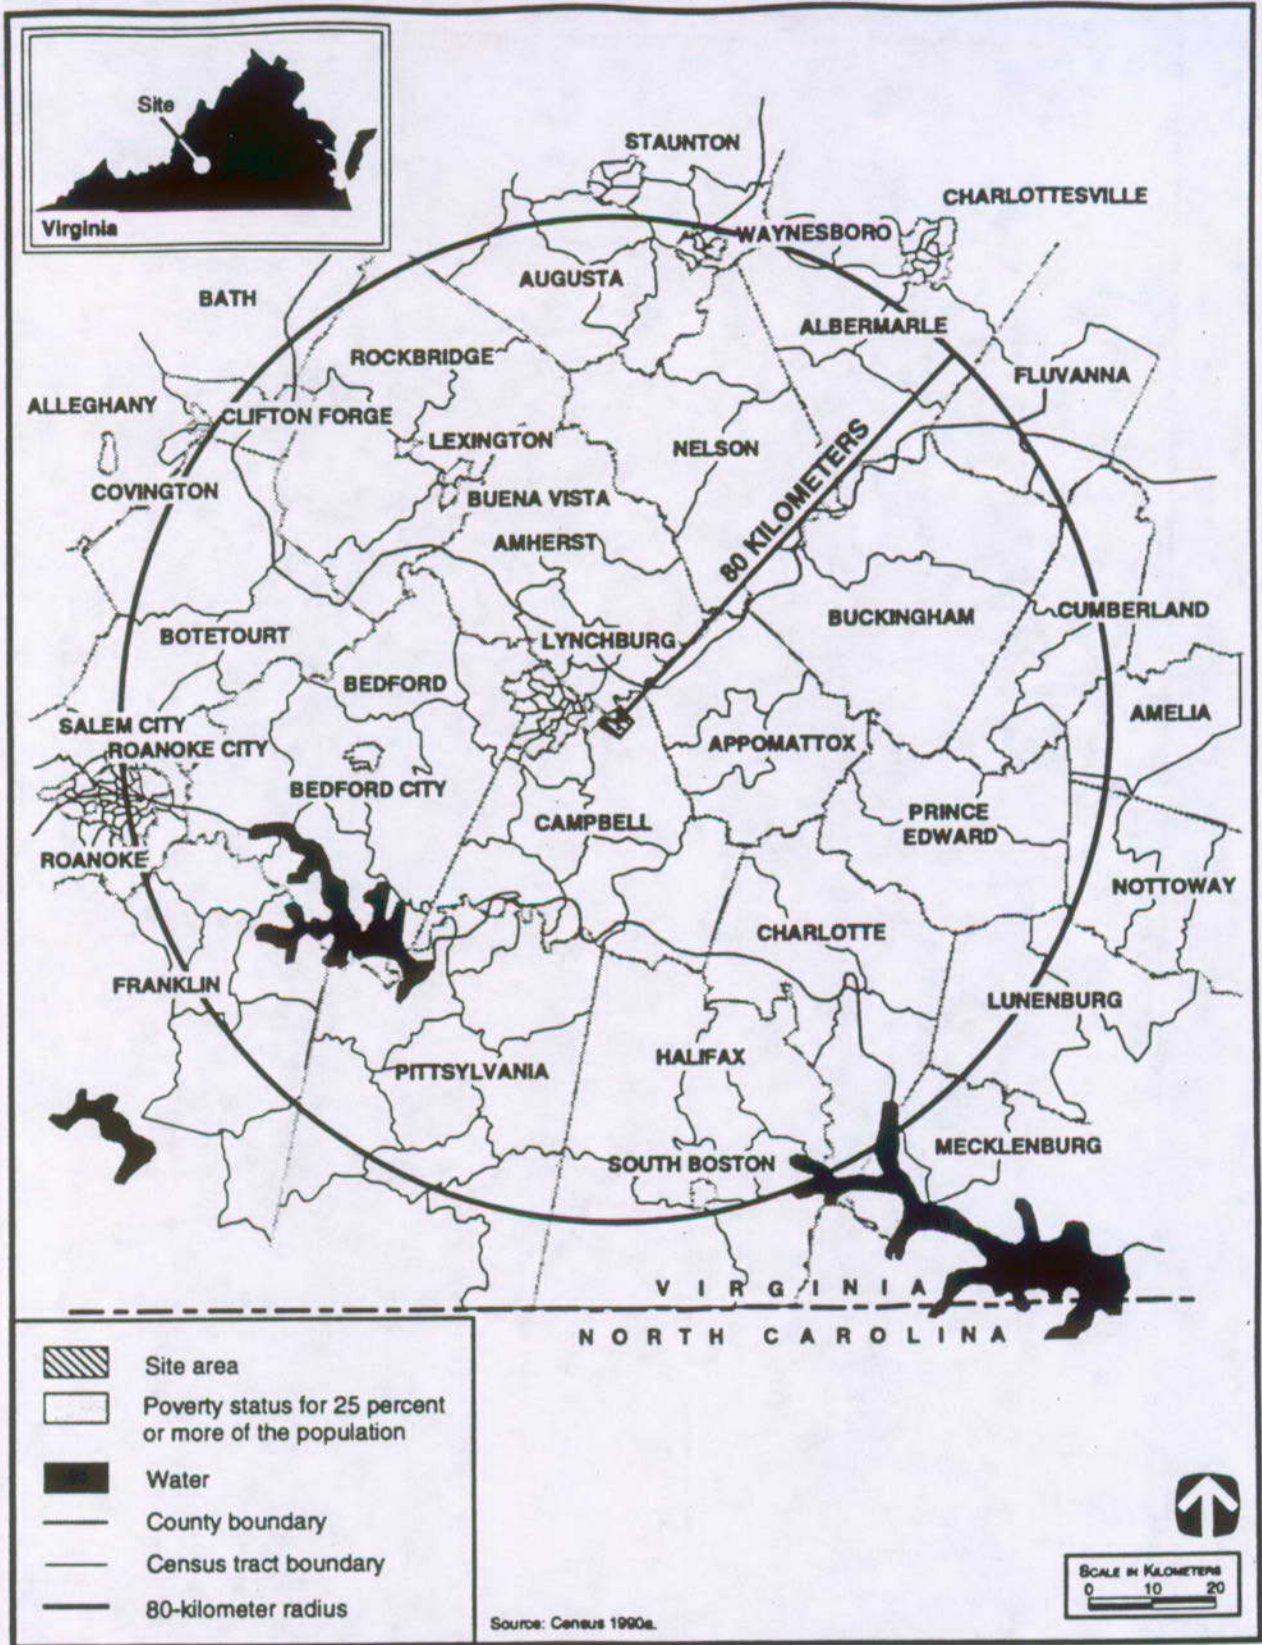 Site
Virginia
STAUNTON
CHARLOTTESVILLE
WAYNESBORO
AUGUSTA
BATH
ALBERMARLE
ROCKBRIDGE
FLUVANNA
ALLEGHANY
CLIFTON FORGE
LEXINGTON
NELSON
COVINGTON
BUENA VISTA
AMHERST
80 KILOMETERS
BUCKINGHAM
CUMBERLAND
BOTETOURT
LYNCHBURG
BEDFORD
AMELIA
SALEM CITY
ROANOKE CITY
APPOMATTOX
BEDFORD CITY
CAMPBELL
PRINCE
EDWARD
ROANOKE
NOTTOWAY
CHARLOTTE
FRANKLIN
LUNENBURG
HALIFAX
PITTSYLVANIA
MECKLENBURG
SOUTH BOSTON
VIRGINIA
NORTH CAROLINA
Site area
Poverty status for 25 percent
or more of the population
Water
County boundary
Census tract boundary
80-kilometer radius
Source: Census 1990a.
SCALE IN KILOMETERS
0 10 20